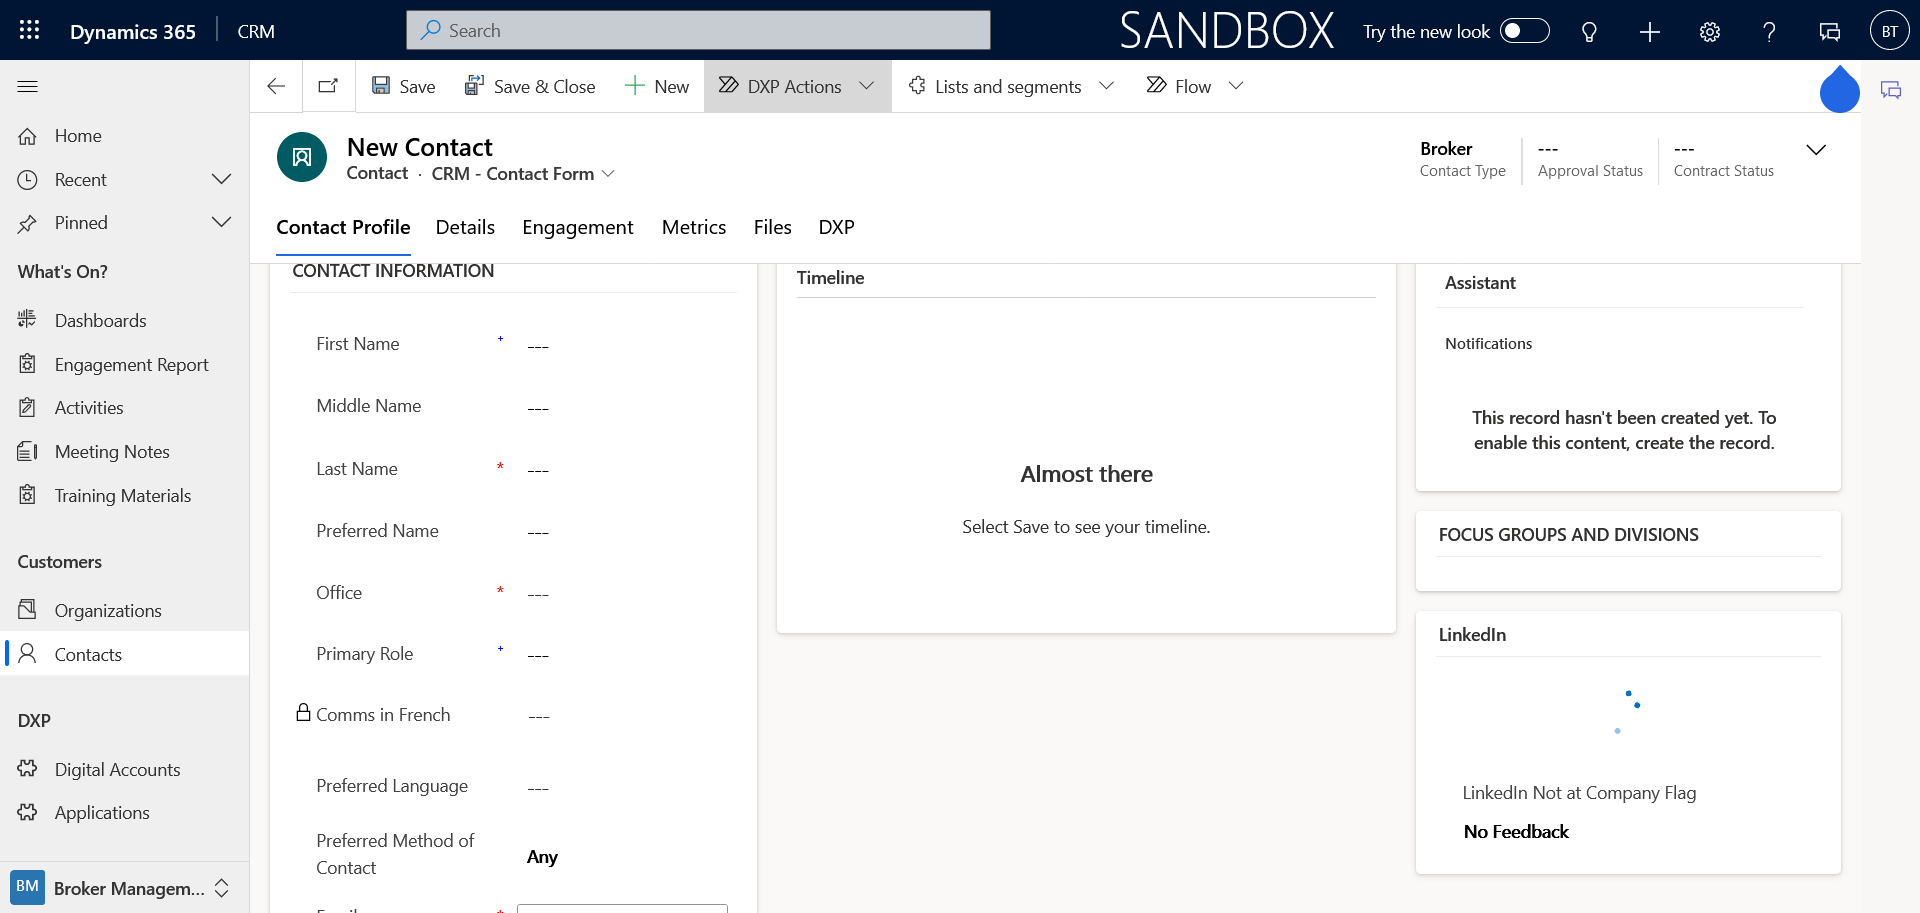 Dynamics 365
CRM
Search
SANDBOX
Try the new look
BT
Save
Save & Close
New
DXP Actions
Lists and segments
Flow
Home
Recent
Pinned
What's On?
Dashboards
Engagement Report
Activities
Meeting Notes
Training Materials
Customers
Organizations
Contacts
DXP
Digital Accounts
Applications
BM
Broker Managem...
New Contact
Contact · CRM - Contact Form
Broker
Contact Type
---
Approval Status
---
Contract Status
Contact Profile
Details
Engagement
Metrics
Files
DXP
CONTACT INFORMATION
First Name + ---
Middle Name ---
Last Name * ---
Preferred Name ---
Office * ---
Primary Role + ---
Comms in French ---
Preferred Language ---
Preferred Method of
Contact
Any
Timeline
Almost there
Select Save to see your timeline.
Assistant
Notifications
This record hasn't been created yet. To
enable this content, create the record.
FOCUS GROUPS AND DIVISIONS
LinkedIn
LinkedIn Not at Company Flag
No Feedback